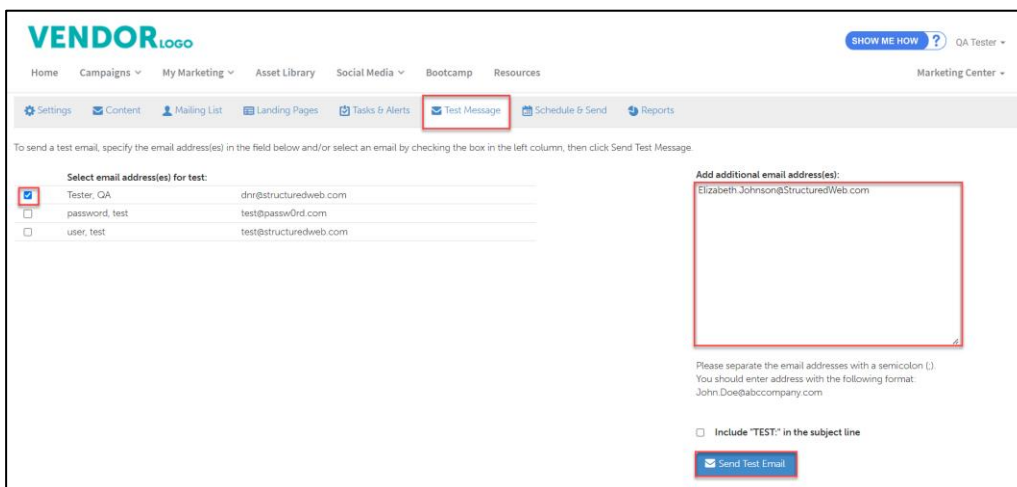 VENDOR LOGO
SHOW ME HOW ? QA Tester
Home Campaigns My Marketing Asset Library Social Media Bootcamp Resources Marketing Center
Settings Content Mailing List Landing Pages Tasks & Alerts Test Message Schedule & Send Reports
To send a test email, specify the email address(es) in the field below and/or select an email by checking the box in the left column, then click Send Test Message.
Select email address(es) for test:
Tester, QA dnr@structuredweb.com
password, test test@passw0rd.com
user, test test@structuredweb.com
Add additional email address(es):
Elizabeth.Johnson@StructuredWeb.com
Please separate the email addresses with a semicolon (;)
You should enter address with the following format:
John.Doe@abccompany.com
Include "TEST:" in the subject line
Send Test Email